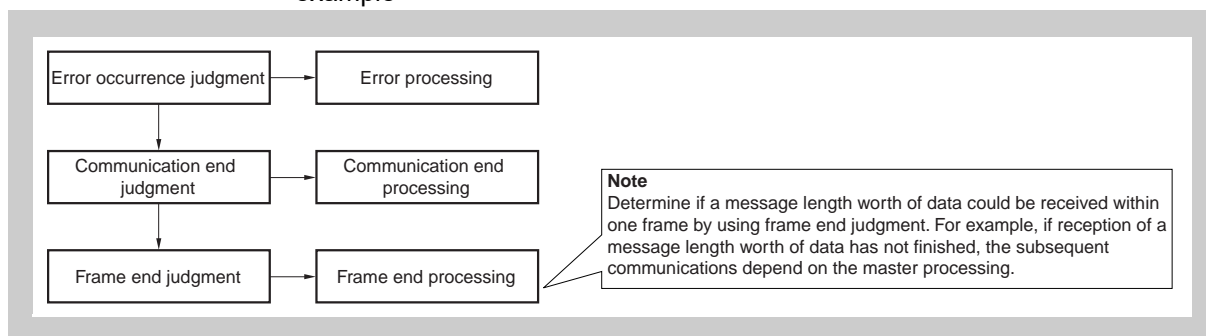 example
Error occurrence judgment
Error processing
Communication end
judgment
Communication end
processing
Frame end judgment
Frame end processing
Note
Determine if a message length worth of data could be received within
one frame by using frame end judgment. For example, if reception of a
message length worth of data has not finished, the subsequent
communications depend on the master processing.